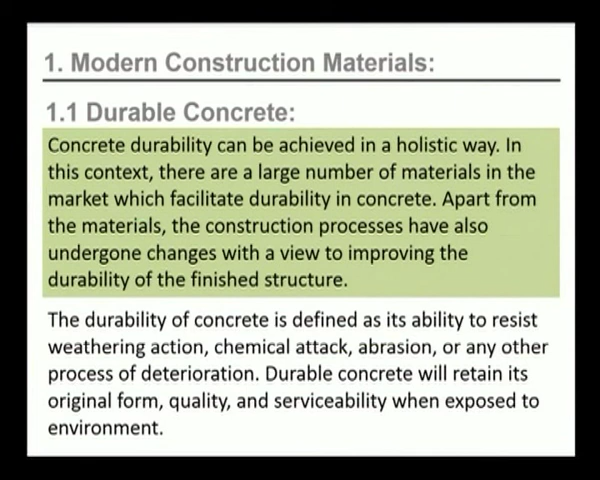 1. Modern Construction Materials:
1.1 Durable Concrete:
Concrete durability can be achieved in a holistic way. In
this context, there are a large number of materials in the
market which facilitate durability in concrete. Apart from
the materials, the construction processes have also
undergone changes with a view to improving the
durability of the finished structure.
The durability of concrete is defined as its ability to resist
weathering action, chemical attack, abrasion, or any other
process of deterioration. Durable concrete will retain its
original form, quality, and serviceability when exposed to
environment.